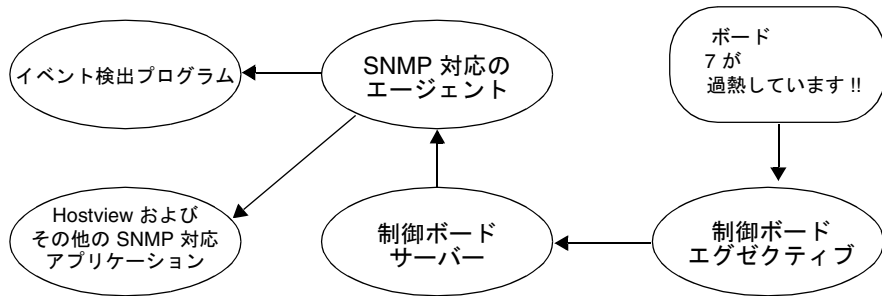 イベント検出プログラム
SNMP 対応の
エージェント
ボード
7 が
過熱しています !!
Hostview および
その他の SNMP 対応
アプリケーション
制御ボード
サーバー
制御ボード
エグゼクティブ